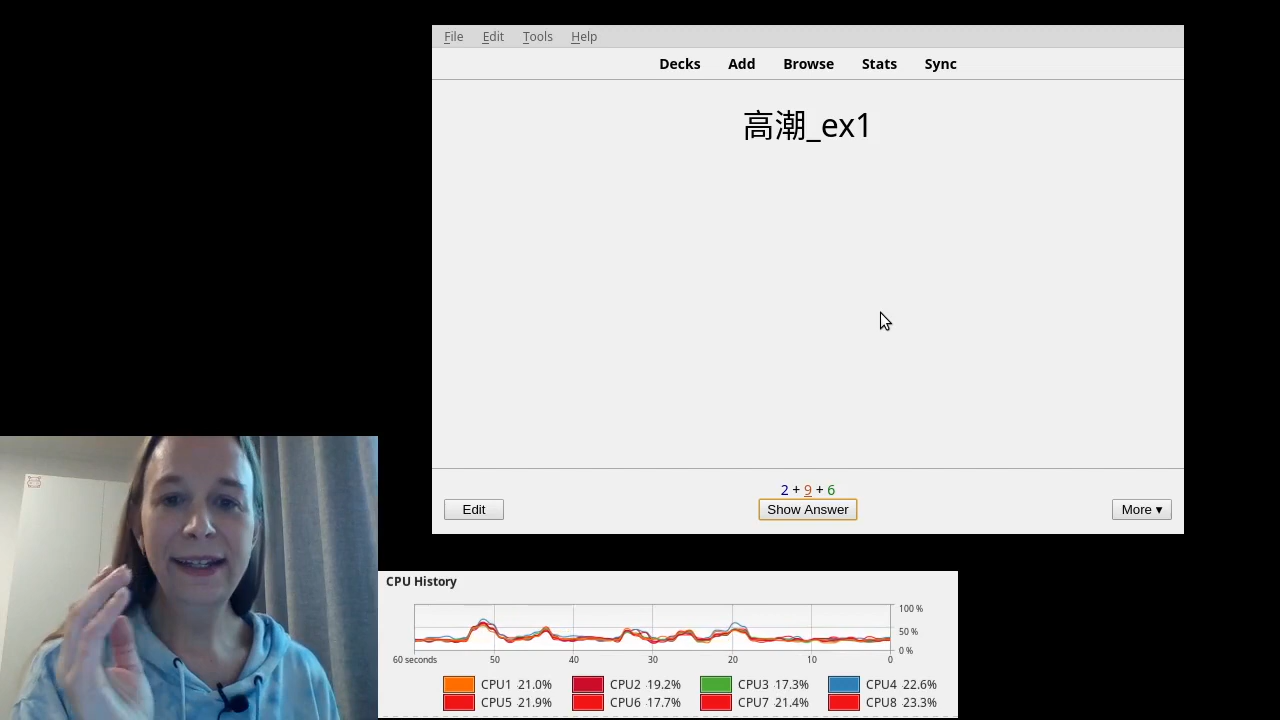 File Edit Tools Help
Decks Add Browse Stats Sync
高潮_ex1
2 + 9 + 6
Edit Show Answer More ▾
CPU History
100 %
50 %
0 %
60 seconds 50 40 30 20 10 0
CPU1 21.0% CPU2 19.2% CPU3 17.3% CPU4 22.6%
CPU5 21.9% CPU6 17.7% CPU7 21.4% CPU8 23.3%